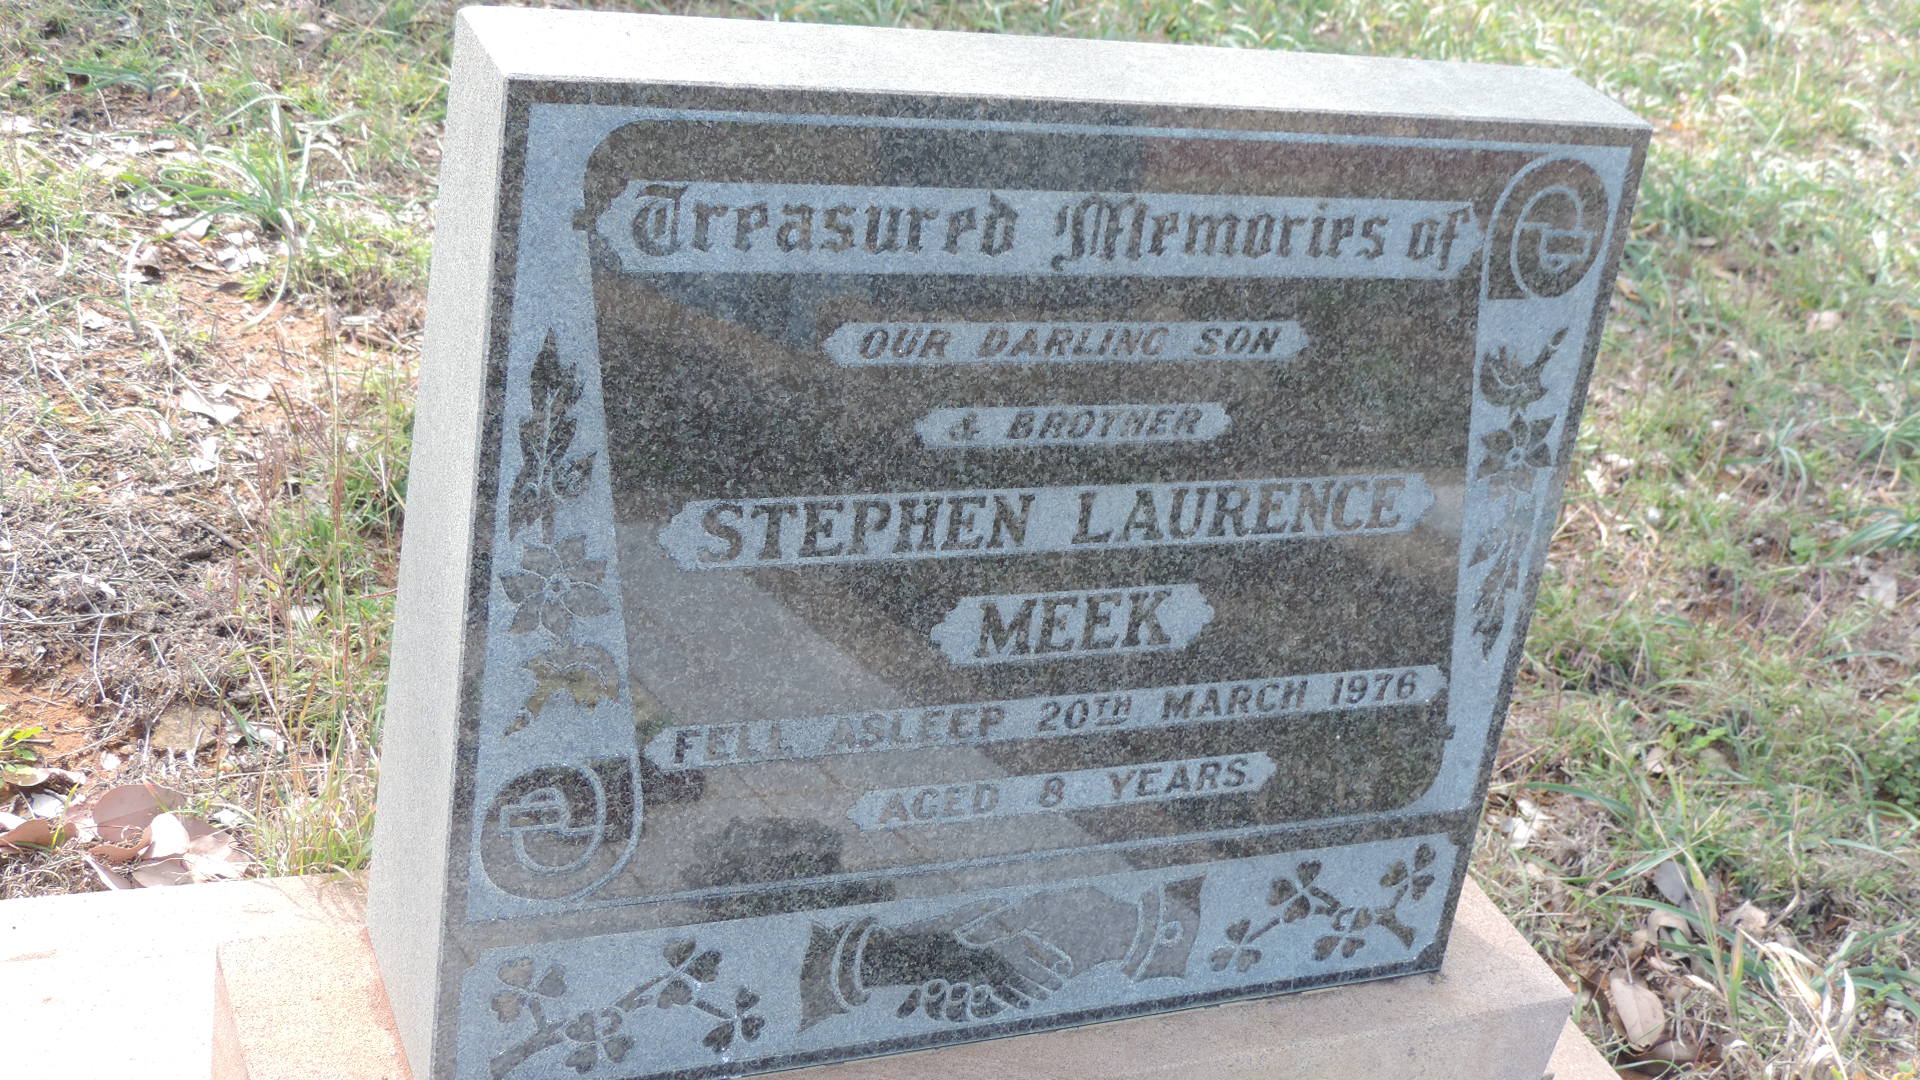 Treasured Memories of
OUR DARLING SON
& BROTHER
STEPHEN LAURENCE
MEEK
FELL ASLEEP 20TH MARCH 1976
AGED 8 YEARS.